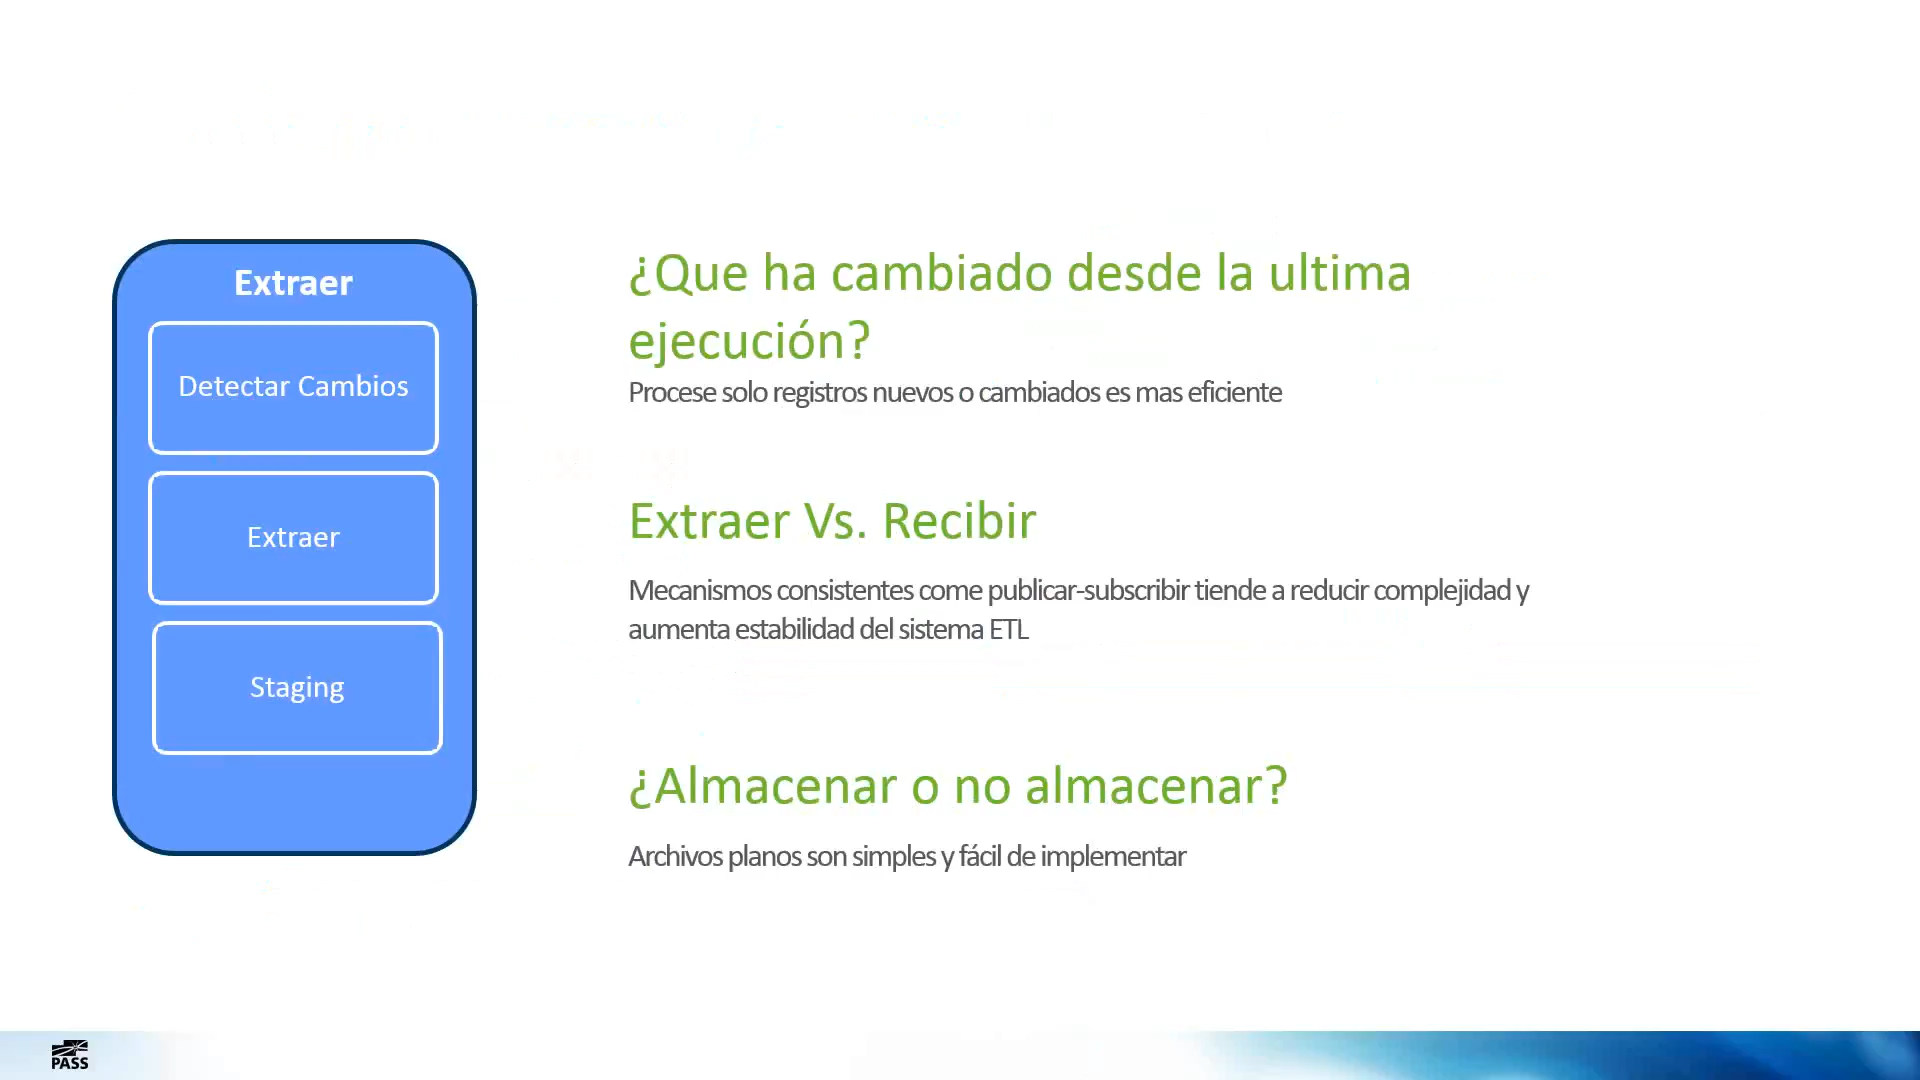 Extraer
Detectar Cambios
Extraer
Staging
¿Que ha cambiado desde la ultima
ejecución?
Procese solo registros nuevos o cambiados es mas eficiente
Extraer Vs. Recibir
Mecanismos consistentes come publicar-subscribir tiende a reducir complejidad y
aumenta estabilidad del sistema ETL
¿Almacenar o no almacenar?
Archivos planos son simples y fácil de implementar
PASS